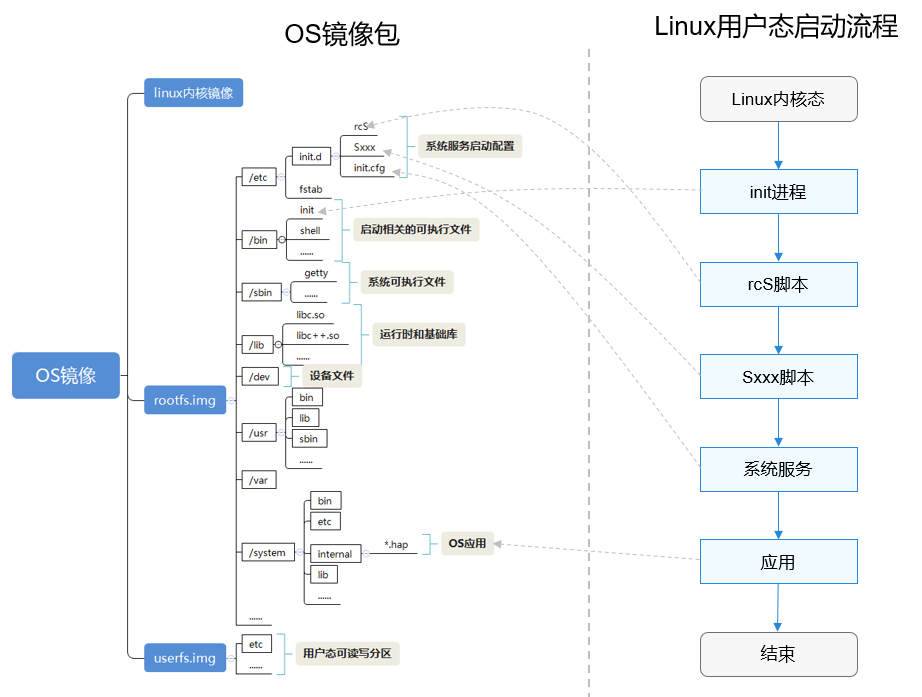 OS镜像包
Linux用户态启动流程
OS镜像
linux内核镜像
rootfs.img
/etc
init.d
rcS
Sxxx
init.cfg
系统服务启动配置
fstab
/bin
init
shell
......
启动相关的可执行文件
/sbin
getty
......
系统可执行文件
/lib
libc.so
libc++.so
......
运行时和基础库
/dev
设备文件
/usr
bin
lib
sbin
......
/var
/system
bin
etc
internal
*.hap
OS应用
lib
......
......
userfs.img
etc
......
用户态可读写分区
Linux内核态
init进程
rcS脚本
Sxxx脚本
系统服务
应用
结束